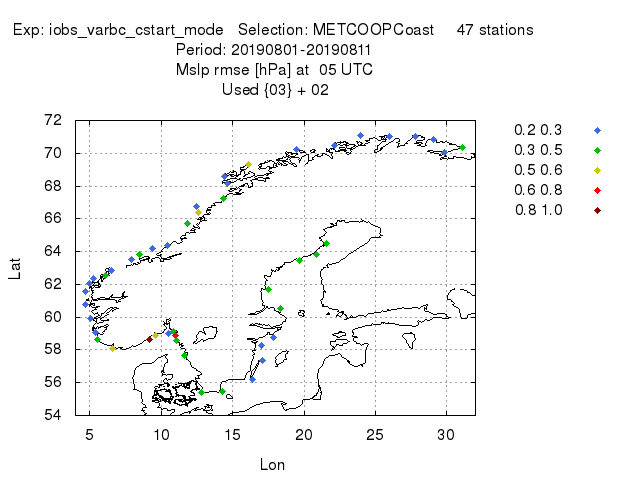 Exp: iobs_varbc_cstart_mode Selection: METCOOPCoast 47 stations
Period: 20190801-20190811
Mslp rmse [hPa] at 05 UTC
Used {03} + 02
72
70
68
66
64
62
60
58
56
54
Lat
5 10 15 20 25 30
Lon
0.2 0.3
0.3 0.5
0.5 0.6
0.6 0.8
0.8 1.0